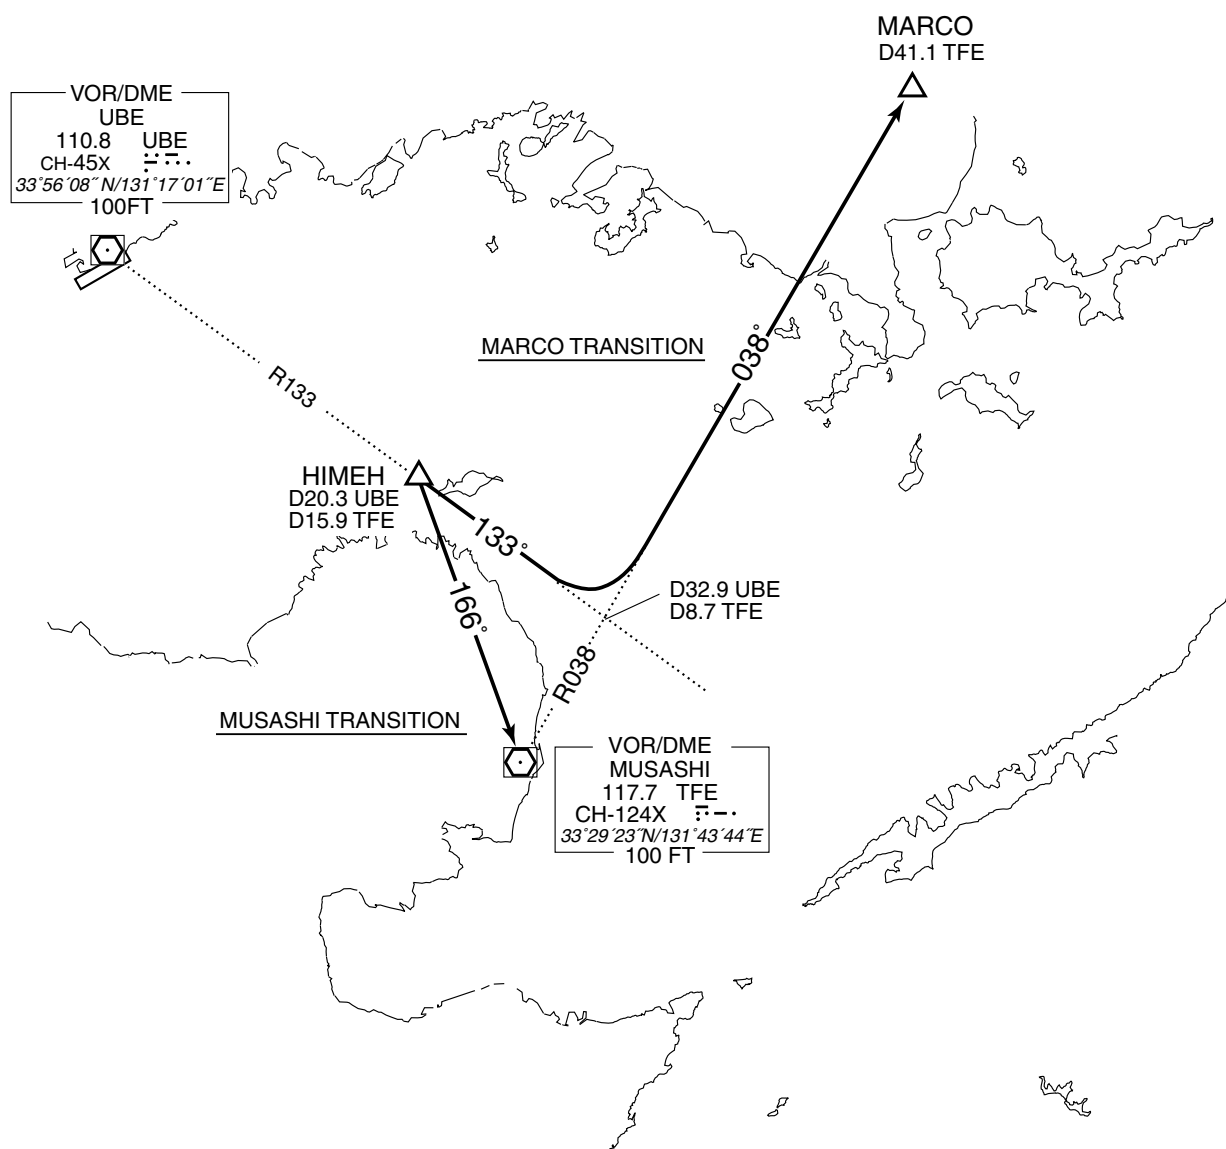 MARCO
D41.1 TFE
VOR/DME
UBE
110.8 UBE
CH-45X
33°56´08˝N/131°17´01˝E
100FT
MARCO TRANSITION
038°
R133
HIMEH
D20.3 UBE
D15.9 TFE
133°
166°
D32.9 UBE
D8.7 TFE
R038
MUSASHI TRANSITION
VOR/DME
MUSASHI
117.7 TFE
CH-124X
33°29´23˝N/131°43´44˝E
100 FT